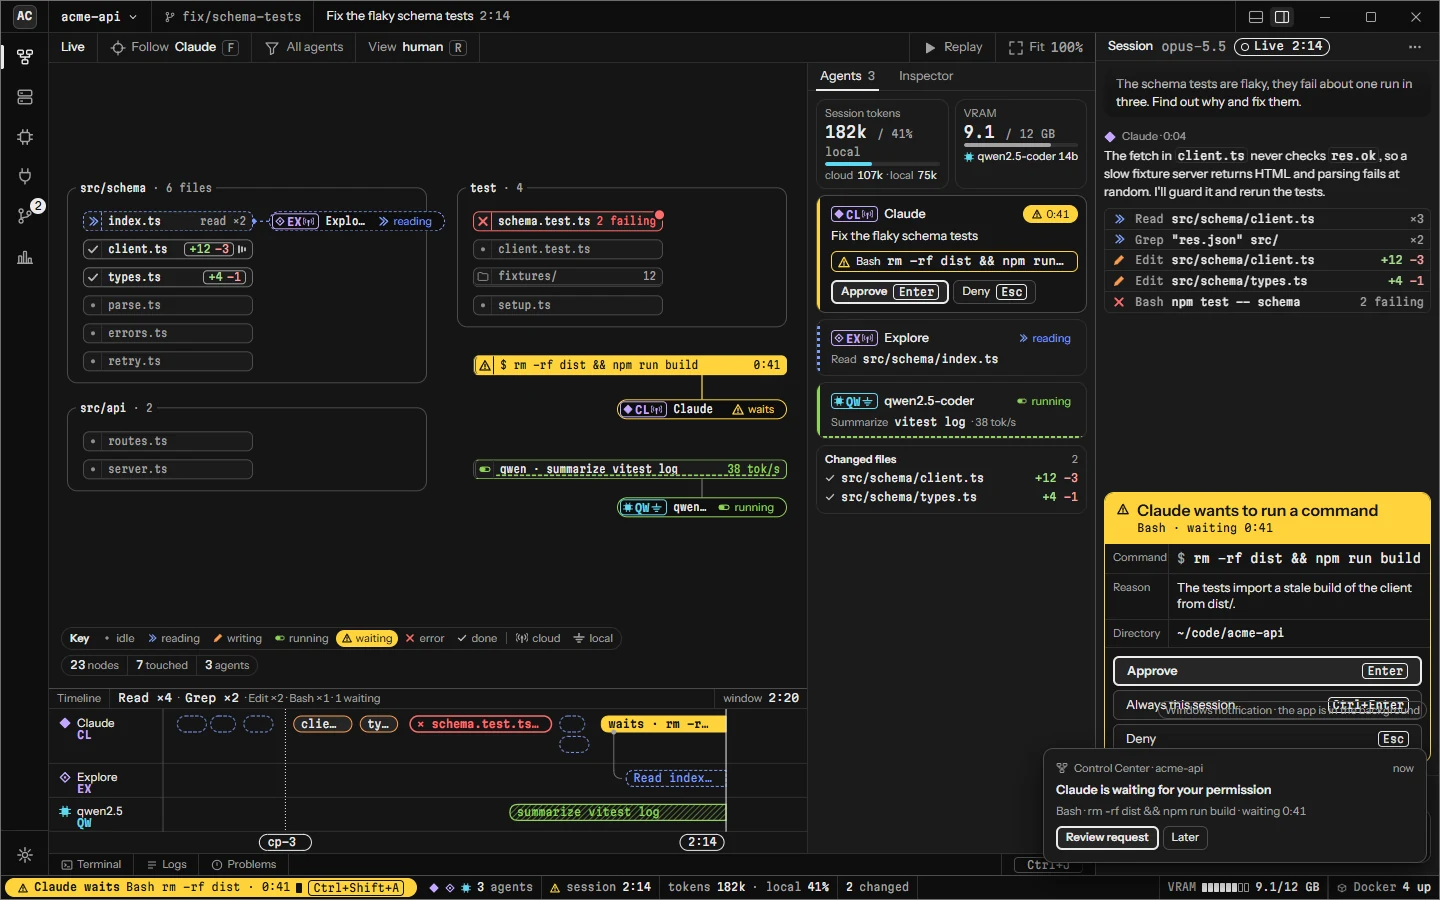 AC
acme-api
fix/schema-tests
Fix the flaky schema tests 2:14
Live
Follow Claude F
All agents
View human R
Replay
Fit 100%
Session opus-5.5 Live 2:14
Agents 3
Inspector
Session tokens
182k / 41% local
cloud 107k · local 75k
VRAM
9.1 / 12 GB
qwen2.5-coder 14b
The schema tests are flaky, they fail about one run in
three. Find out why and fix them.
Claude · 0:04
The fetch in client.ts never checks res.ok, so a
slow fixture server returns HTML and parsing fails at
random. I'll guard it and rerun the tests.
Read src/schema/client.ts ×3
Grep "res.json" src/ ×2
Edit src/schema/client.ts +12 −3
Edit src/schema/types.ts +4 −1
Bash npm test -- schema 2 failing
2
src/schema · 6 files
index.ts read ×2
EX Explo… reading
client.ts +12 −3
types.ts +4 −1
parse.ts
errors.ts
retry.ts
src/api · 2
routes.ts
server.ts
test · 4
schema.test.ts 2 failing
client.test.ts
fixtures/ 12
setup.ts
$ rm -rf dist && npm run build 0:41
CL Claude waits
qwen · summarize vitest log 38 tok/s
QW qwen… running
CL Claude 0:41
Fix the flaky schema tests
Bash rm -rf dist && npm run…
Approve Enter
Deny Esc
EX Explore reading
Read src/schema/index.ts
QW qwen2.5-coder running
Summarize vitest log · 38 tok/s
Changed files 2
src/schema/client.ts +12 −3
src/schema/types.ts +4 −1
Claude wants to run a command
Bash · waiting 0:41
Command $ rm -rf dist && npm run build
Reason The tests import a stale build of the client
from dist/.
Directory ~/code/acme-api
Approve Enter
Always this session Ctrl+Enter
Windows notification · the app is in the background
Deny Esc
Control Center · acme-api now
Claude is waiting for your permission
Bash · rm -rf dist && npm run build · waiting 0:41
Review request
Later
Key idle reading writing running waiting error done cloud local
23 nodes 7 touched 3 agents
Timeline Read ×4 · Grep ×2 · Edit ×2 · Bash ×1 · 1 waiting window 2:20
Claude
CL
clie…
ty…
× schema.test.ts…
waits · rm -r…
Explore
EX
Read index…
qwen2.5
QW
summarize vitest log
cp-3
2:14
Terminal
Logs
Problems
Ctrl+J
Claude waits Bash rm -rf dist · 0:41 Ctrl+Shift+A
3 agents
session 2:14
tokens 182k · local 41%
2 changed
VRAM 9.1/12 GB
Docker 4 up